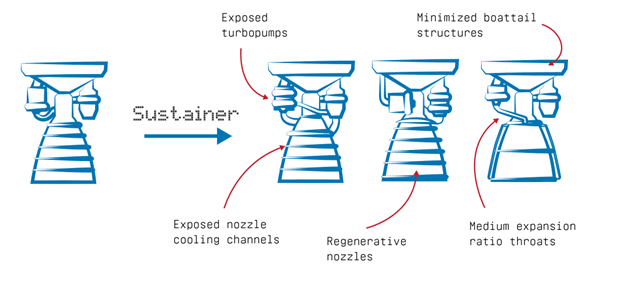 Exposed
turbopumps
Minimized boattail
structures
Sustainer
Exposed nozzle
cooling channels
Regenerative
nozzles
Medium expansion
ratio throats